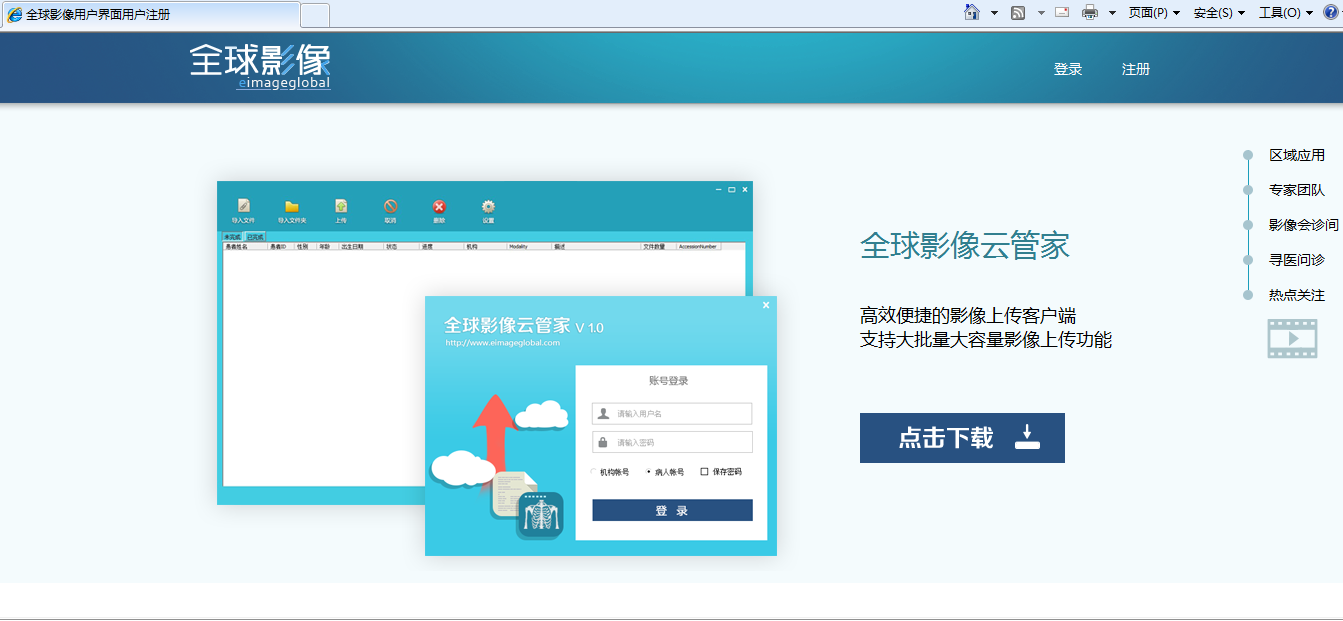 全球影像用户界面用户注册
页面(P)
安全(S)
工具(O)
全球影像
eimageglobal
登录
注册
区域应用
专家团队
影像会诊间
寻医问诊
热点关注
导入文件 导入文件夹 上传 取消 删除 设置
未完成 已完成
患者姓名 患者ID 性别 年龄 出生日期 状态 进度 机构 Modality 描述 文件数量 AccessionNumber
全球影像云管家 V 1.0
http://www.eimageglobal.com
账号登录
请输入用户名
请输入密码
机构帐号 病人帐号 保存密码
登 录
全球影像云管家
高效便捷的影像上传客户端
支持大批量大容量影像上传功能
点击下载